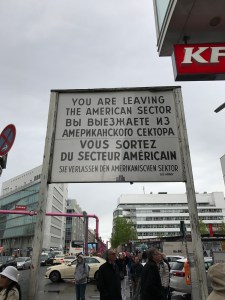 YOU ARE LEAVING
THE AMERICAN SECTOR
ВЫ ВЫЕЗЖАЕТЕ ИЗ
АМЕРИКАНСКОГО СЕКТОРА
VOUS SORTEZ
DU SECTEUR AMÉRICAIN
SIE VERLASSEN DEN AMERIKANISCHEN SEKTOR
KF